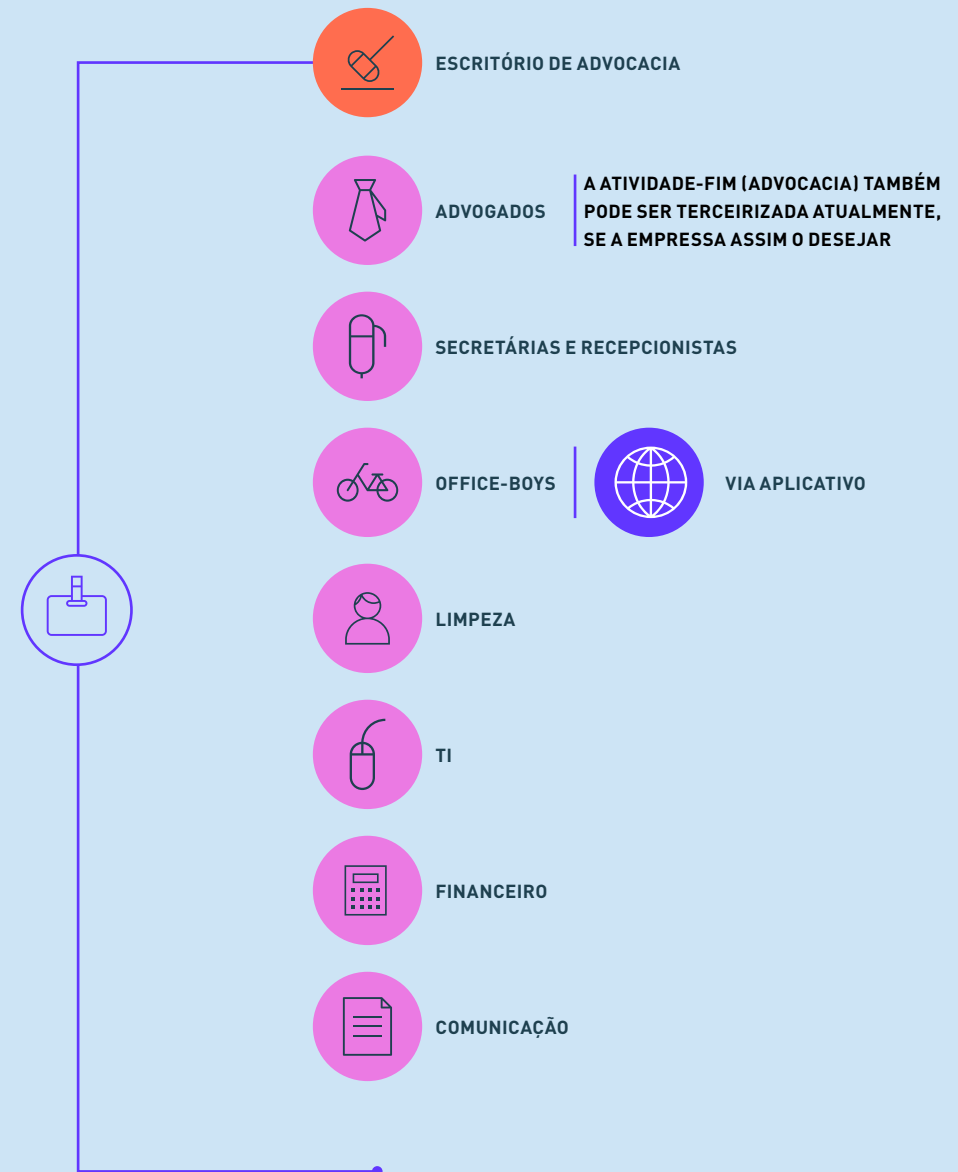 ESCRITÓRIO DE ADVOCACIA
ADVOGADOS
A ATIVIDADE-FIM (ADVOCACIA) TAMBÉM
PODE SER TERCEIRIZADA ATUALMENTE,
SE A EMPRESSA ASSIM O DESEJAR
SECRETÁRIAS E RECEPCIONISTAS
OFFICE-BOYS
VIA APLICATIVO
LIMPEZA
TI
FINANCEIRO
COMUNICAÇÃO